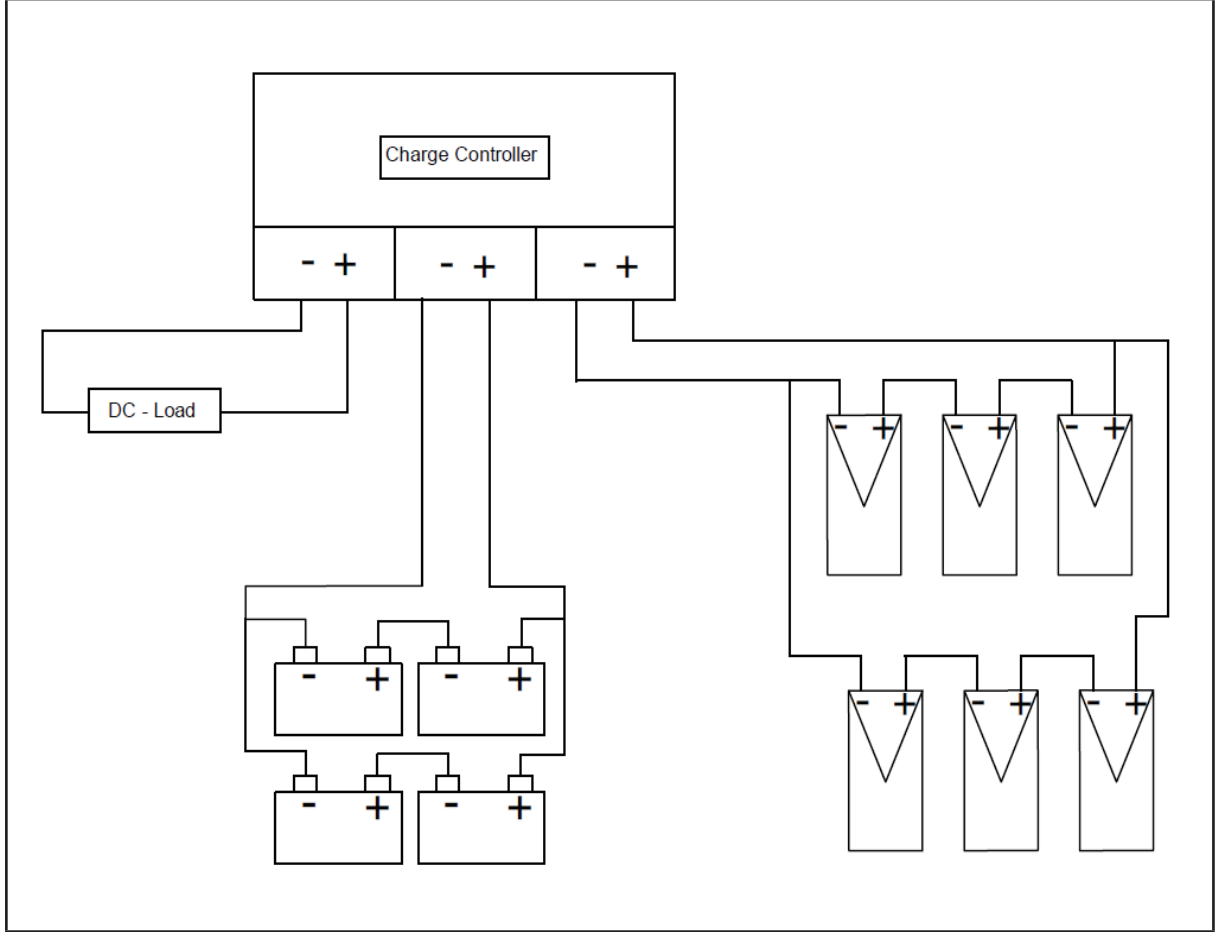 Charge Controller
- + - + - +
DC - Load
- + - + - +
- + - +
- + - + - +
- + - +